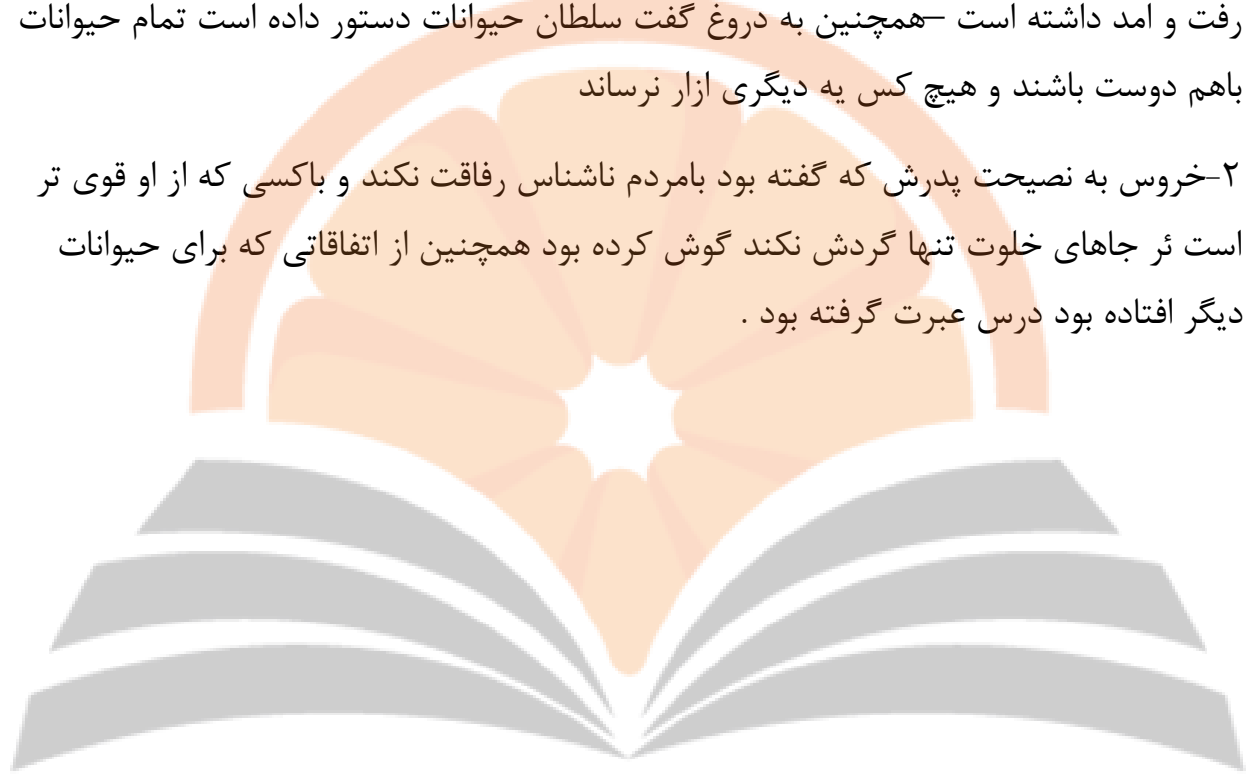 رفت و امد داشته است –همچنین به دروغ گفت سلطان حیوانات دستور داده است تمام حیوانات
باهم دوست باشند و هیچ کس یه دیگری ازار نرساند
۲-خروس به نصیحت پدرش که گفته بود بامردم ناشناس رفاقت نکند و باکسی که از او قوی تر
است ئر جاهای خلوت تنها گردش نکند گوش کرده بود همچنین از اتفاقاتی که برای حیوانات
دیگر افتاده بود درس عبرت گرفته بود .